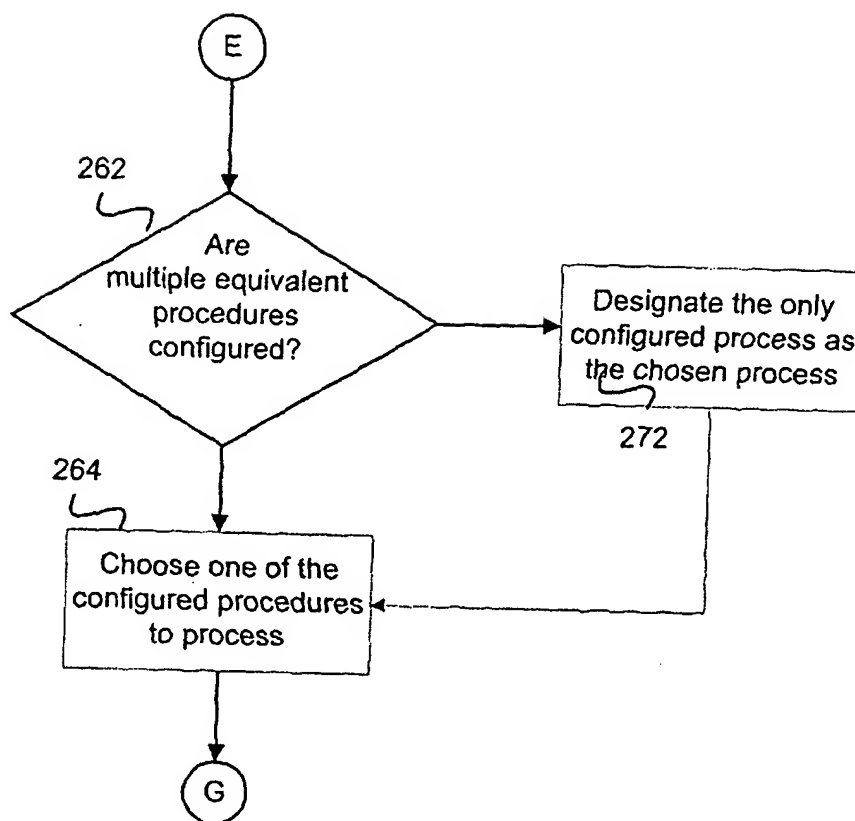 E
262
Are
multiple equivalent
procedures
configured?
Designate the only
configured process as
the chosen process
272
264
Choose one of the
configured procedures
to process
G